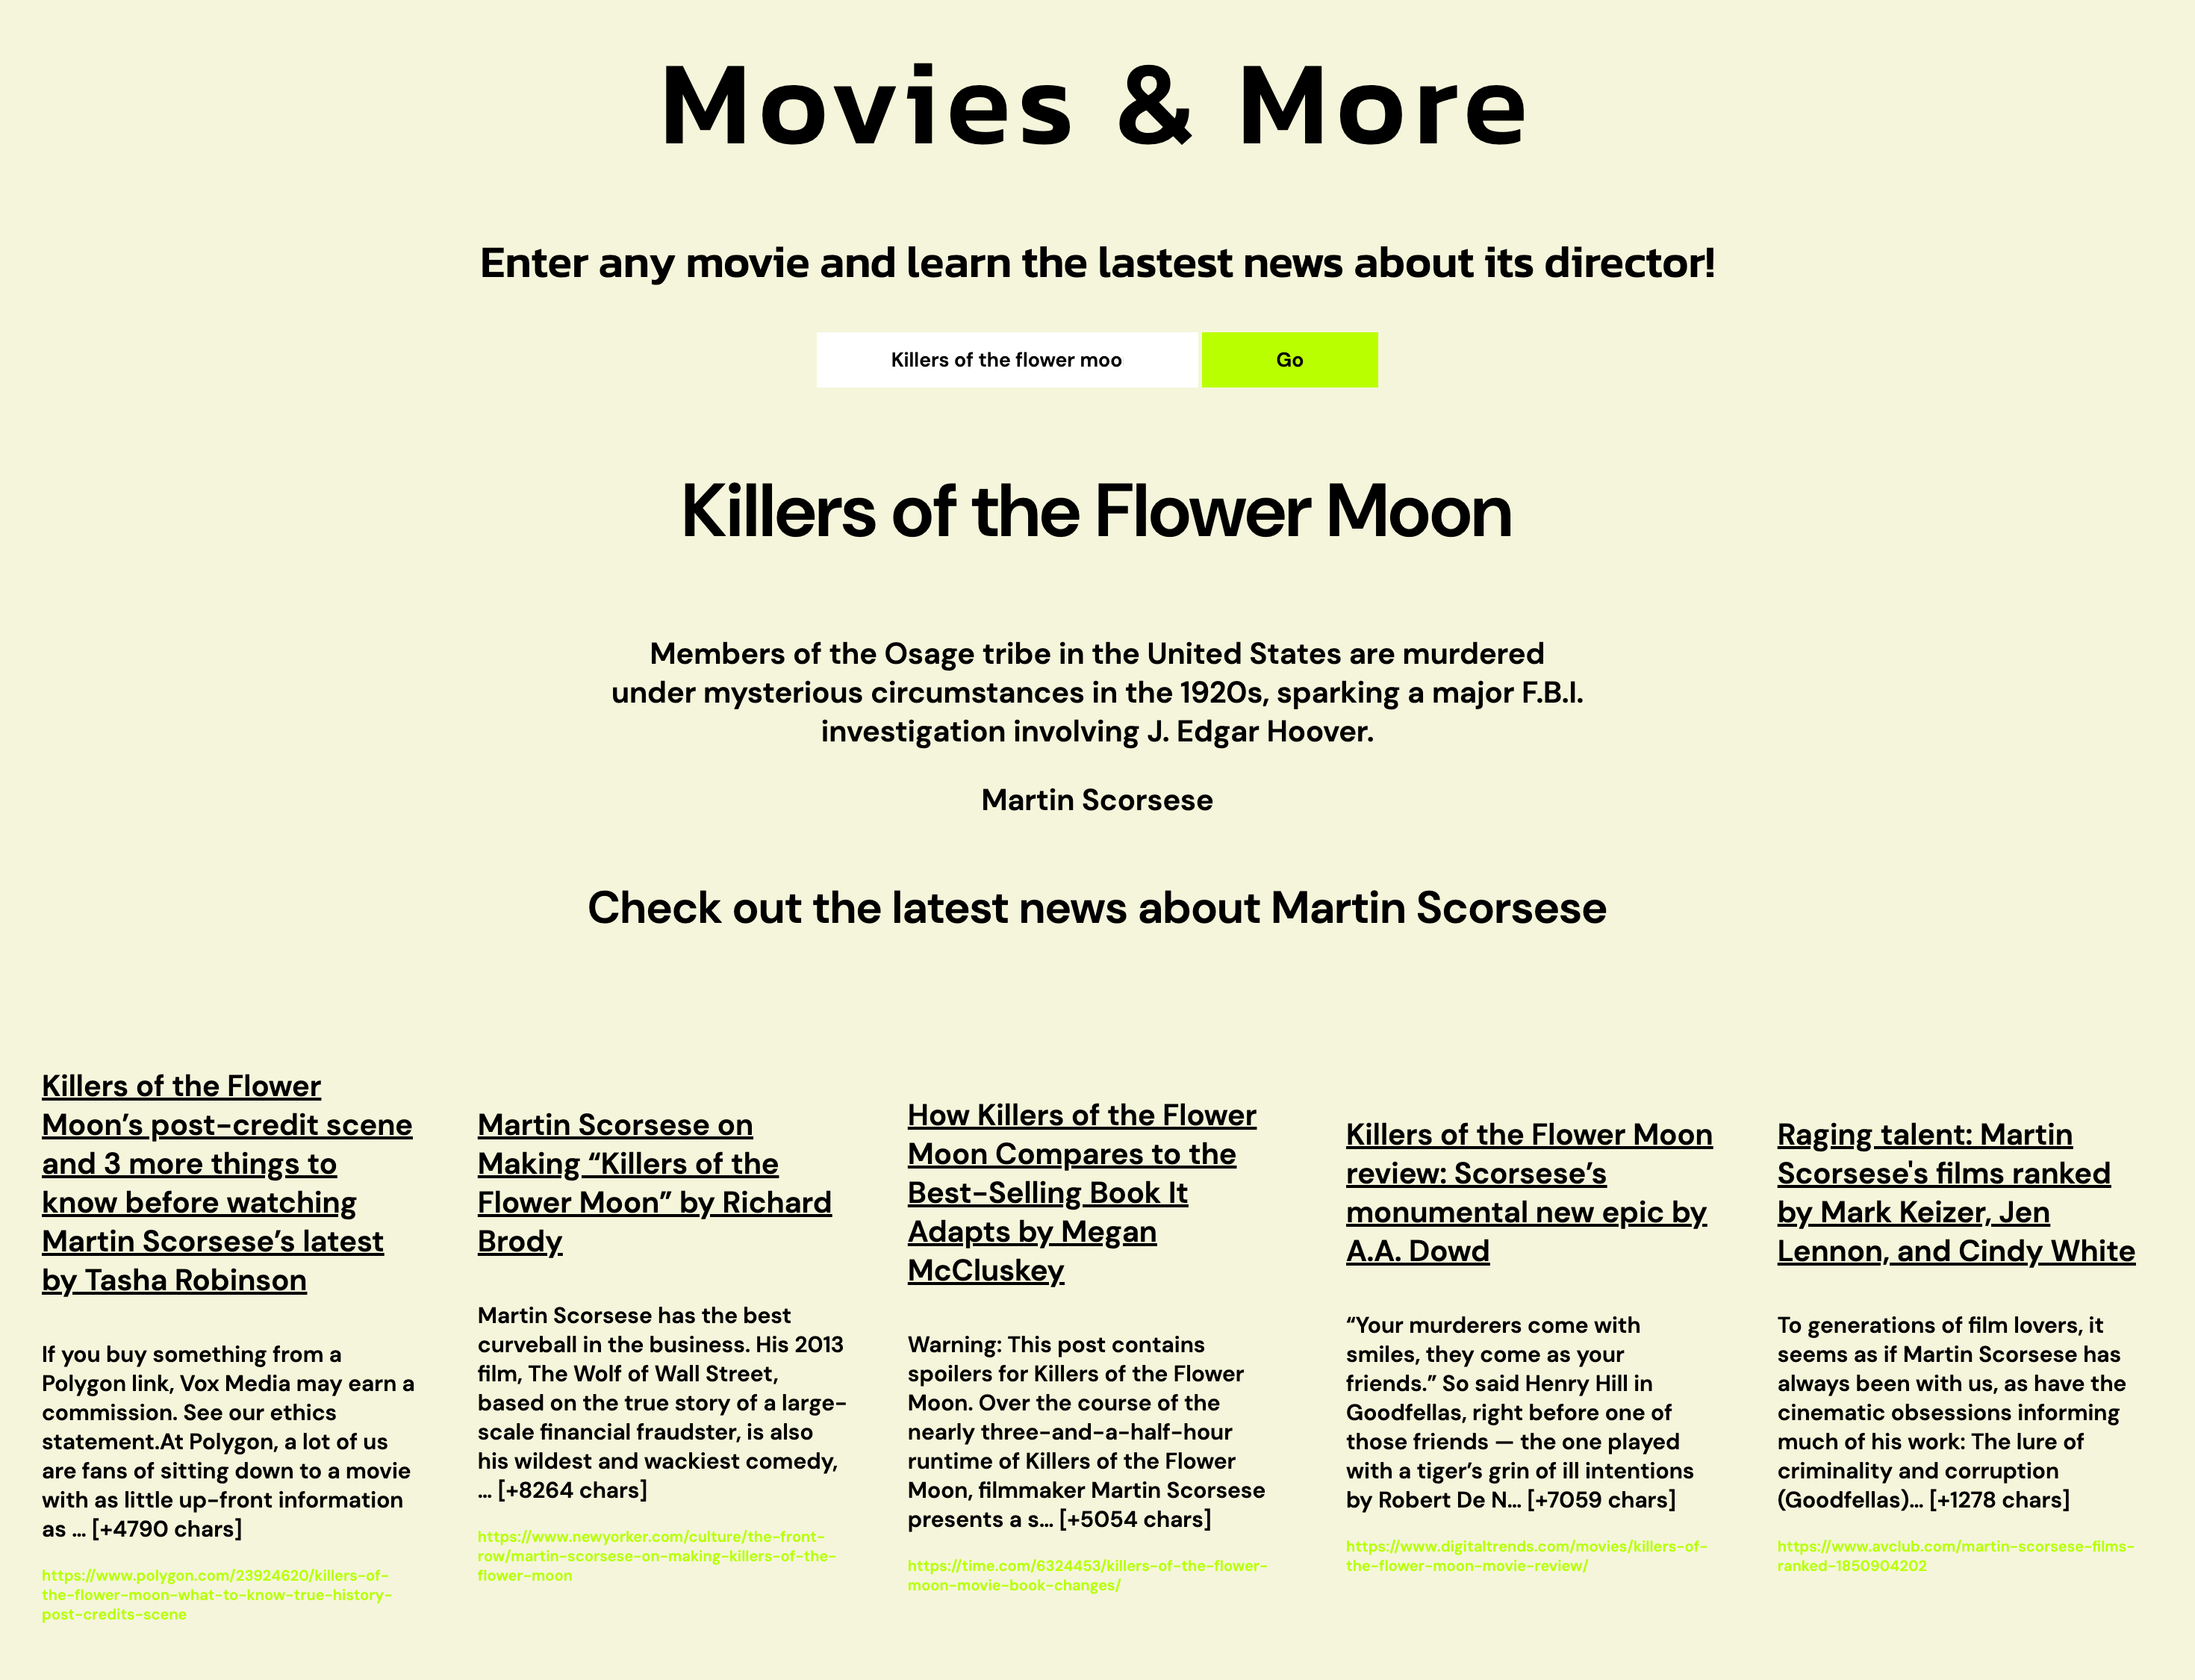 Movies & More
Enter any movie and learn the lastest news about its director!
Killers of the flower moo
Go
Killers of the Flower Moon
Members of the Osage tribe in the United States are murdered
under mysterious circumstances in the 1920s, sparking a major F.B.I.
investigation involving J. Edgar Hoover.
Martin Scorsese
Check out the latest news about Martin Scorsese
Killers of the Flower
Moon’s post-credit scene
and 3 more things to
know before watching
Martin Scorsese’s latest
by Tasha Robinson
If you buy something from a
Polygon link, Vox Media may earn a
commission. See our ethics
statement.At Polygon, a lot of us
are fans of sitting down to a movie
with as little up-front information
as … [+4790 chars]
https://www.polygon.com/23924620/killers-of-
the-flower-moon-what-to-know-true-history-
post-credits-scene
Martin Scorsese on
Making “Killers of the
Flower Moon” by Richard
Brody
Martin Scorsese has the best
curveball in the business. His 2013
film, The Wolf of Wall Street,
based on the true story of a large-
scale financial fraudster, is also
his wildest and wackiest comedy,
… [+8264 chars]
https://www.newyorker.com/culture/the-front-
row/martin-scorsese-on-making-killers-of-the-
flower-moon
How Killers of the Flower
Moon Compares to the
Best-Selling Book It
Adapts by Megan
McCluskey
Warning: This post contains
spoilers for Killers of the Flower
Moon. Over the course of the
nearly three-and-a-half-hour
runtime of Killers of the Flower
Moon, filmmaker Martin Scorsese
presents a s… [+5054 chars]
https://time.com/6324453/killers-of-the-flower-
moon-movie-book-changes/
Killers of the Flower Moon
review: Scorsese’s
monumental new epic by
A.A. Dowd
“Your murderers come with
smiles, they come as your
friends.” So said Henry Hill in
Goodfellas, right before one of
those friends — the one played
with a tiger’s grin of ill intentions
by Robert De N… [+7059 chars]
https://www.digitaltrends.com/movies/killers-of-
the-flower-moon-movie-review/
Raging talent: Martin
Scorsese's films ranked
by Mark Keizer, Jen
Lennon, and Cindy White
To generations of film lovers, it
seems as if Martin Scorsese has
always been with us, as have the
cinematic obsessions informing
much of his work: The lure of
criminality and corruption
(Goodfellas)… [+1278 chars]
https://www.avclub.com/martin-scorsese-films-
ranked-1850904202